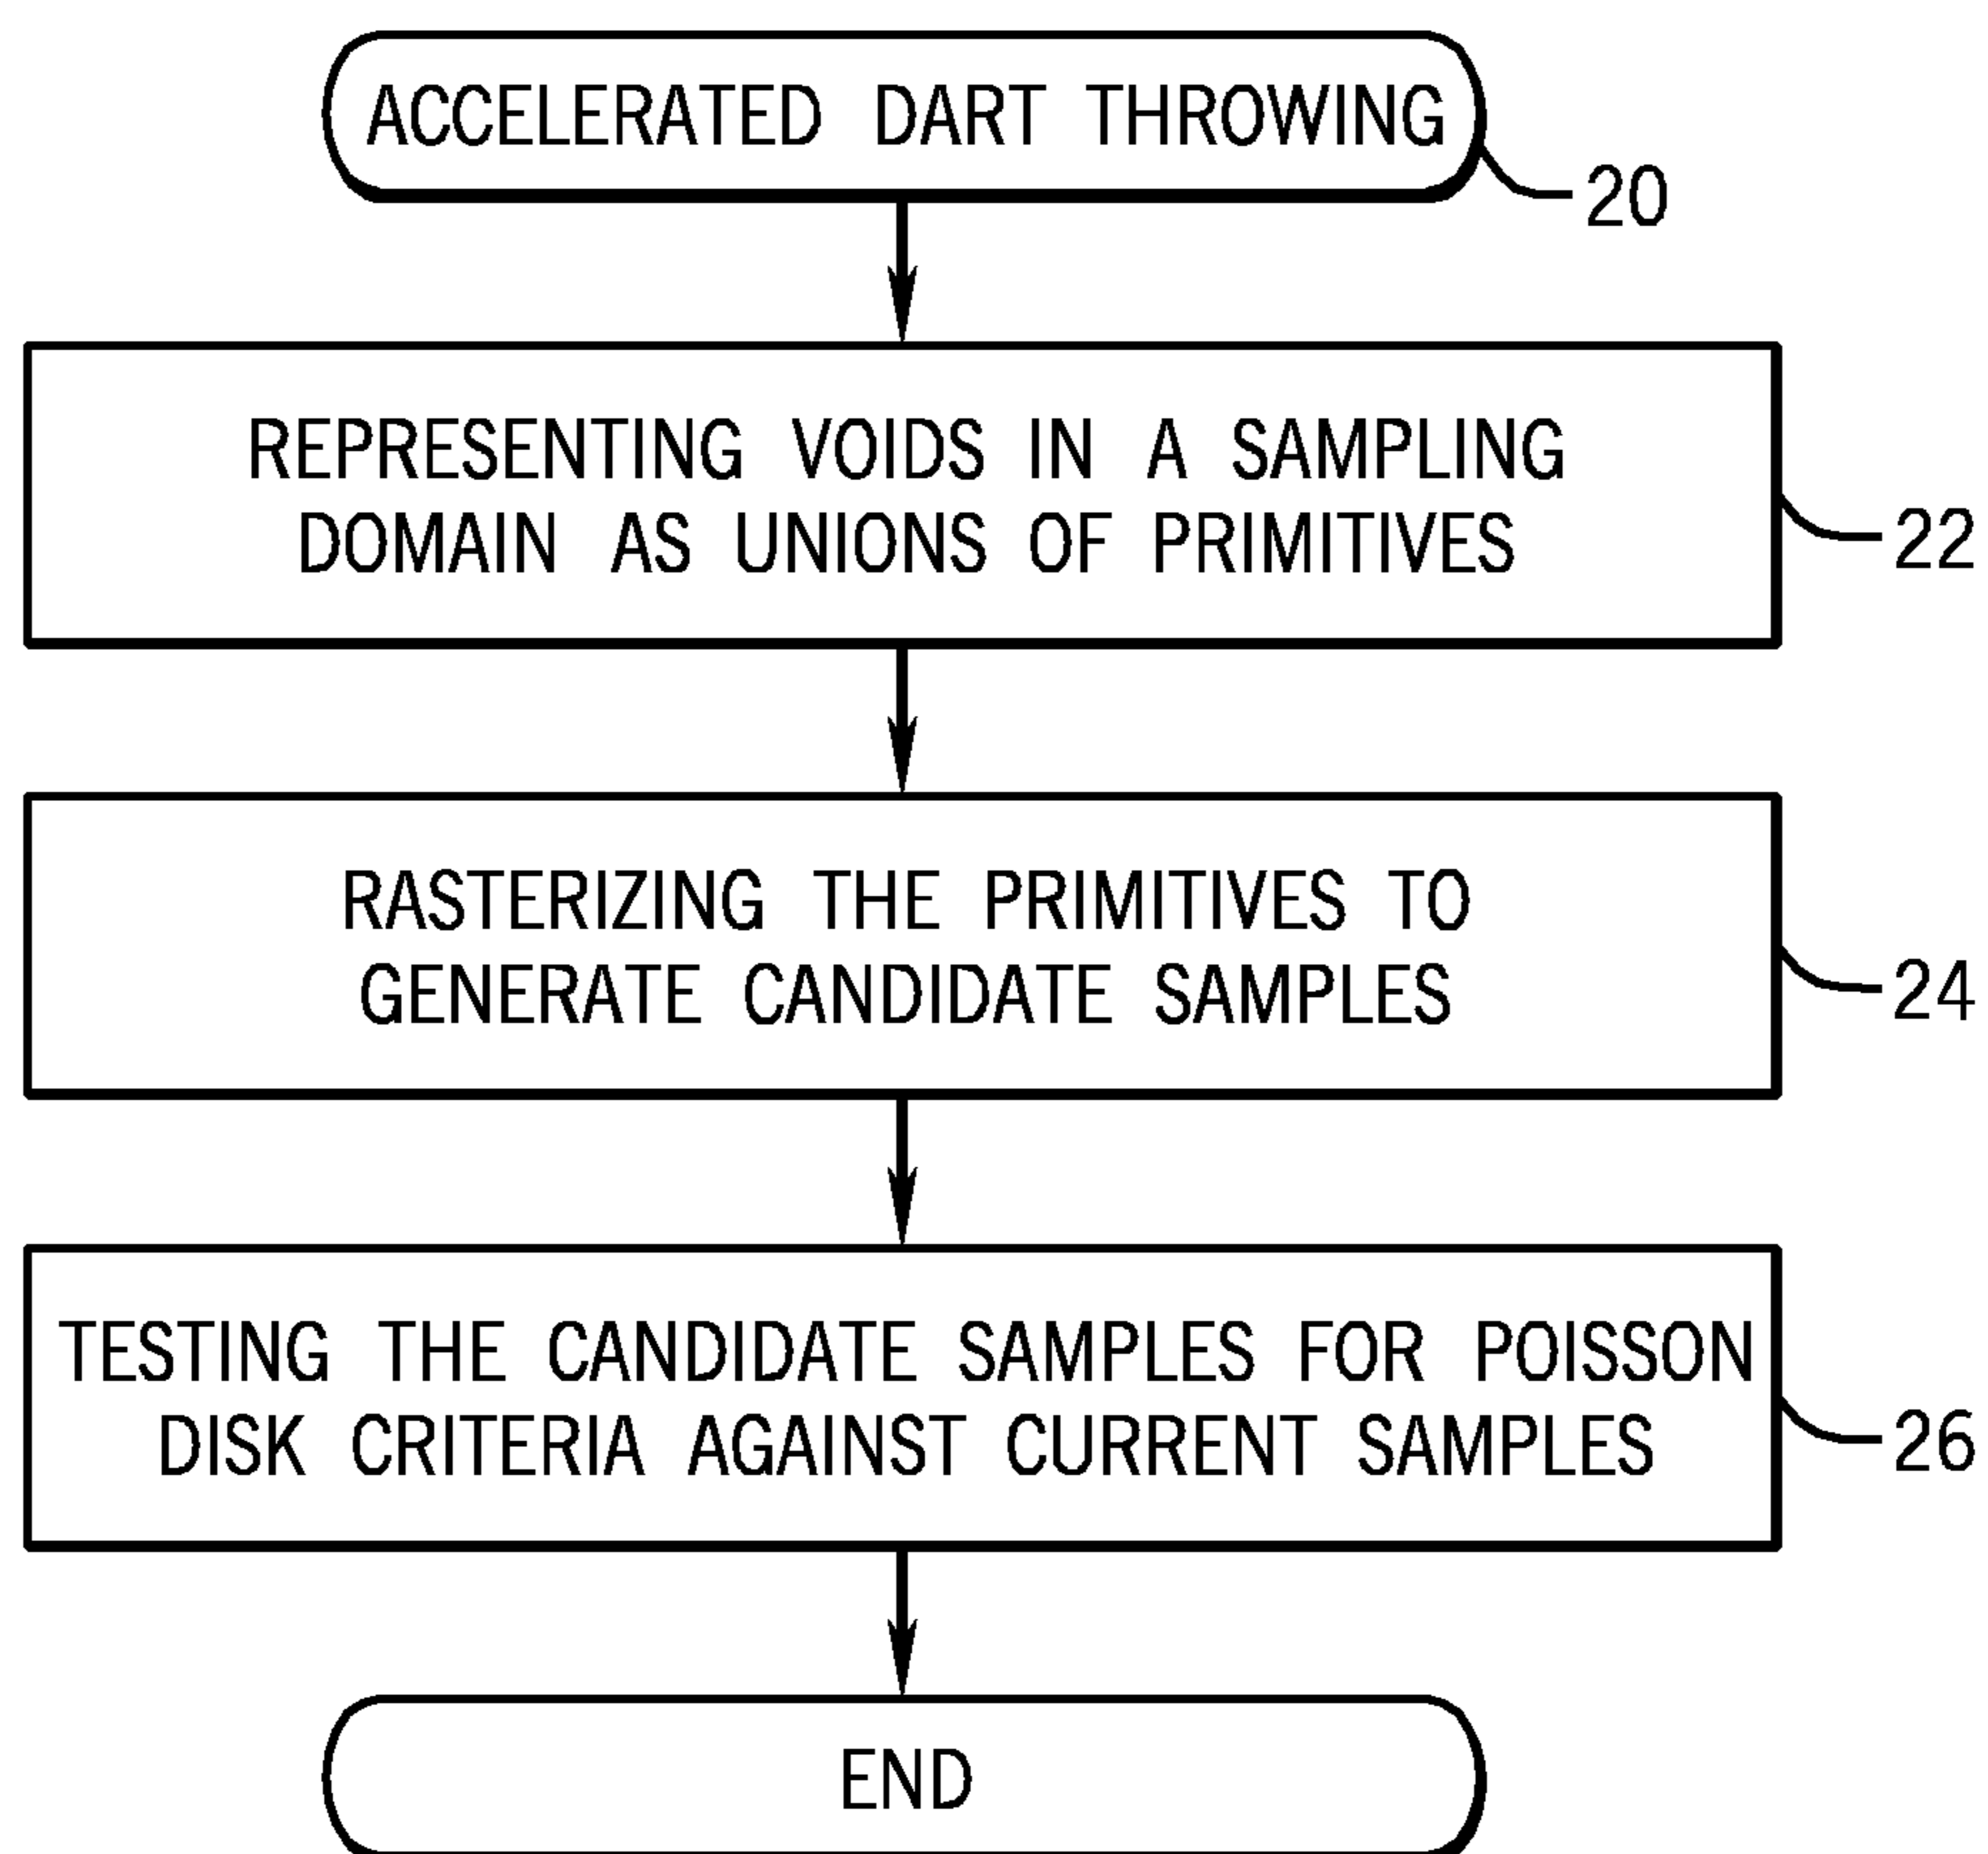 ACCELERATED DART THROWING
20
REPRESENTING VOIDS IN A SAMPLING
DOMAIN AS UNIONS OF PRIMITIVES
22
RASTERIZING THE PRIMITIVES TO
GENERATE CANDIDATE SAMPLES
24
TESTING THE CANDIDATE SAMPLES FOR POISSON
DISK CRITERIA AGAINST CURRENT SAMPLES
26
END